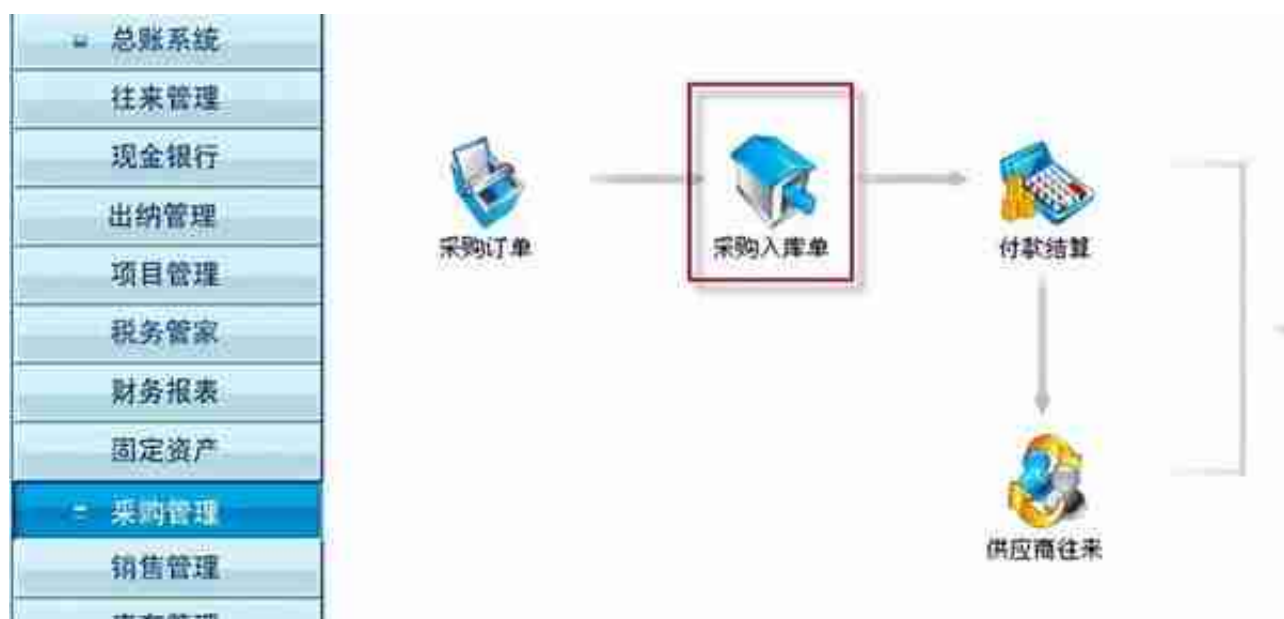 总账系统
往来管理
现金银行
出纳管理
项目管理
税务管家
财务报表
固定资产
采购管理
销售管理
采购订单
采购入库单
付款结算
供应商往来